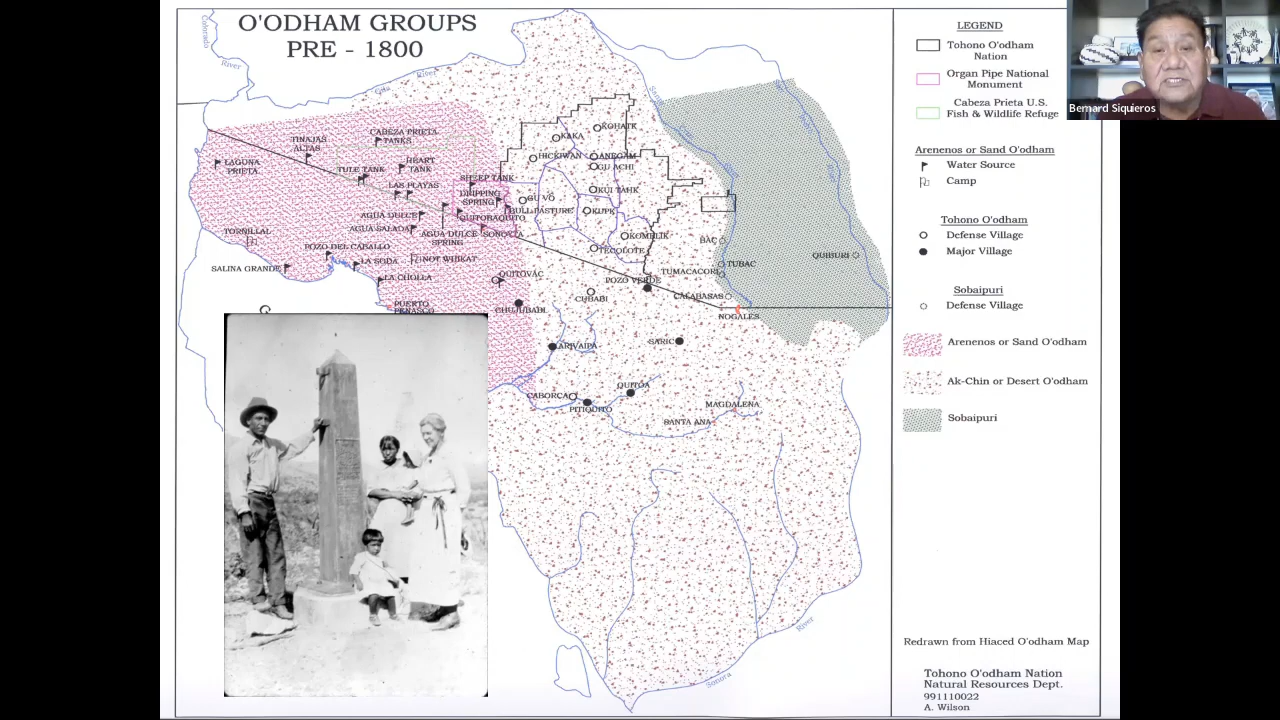 O'ODHAM GROUPS
PRE - 1800
Colorado
River
Gila
River
CABEZA PRIETA
TANKS
TINAJAS
ALTAS
LAGUNA
PRIETA
TULE TANK
HEART
TANK
LAS PLAYAS
SHEEP TANK
DRIPPING
SPRING
AGUA DULCE
QUITOBAQUITO
BULL PASTURE
AGUA SALADA
AGUA DULCE
SPRING
SONOYTA
TORNILLAL
POZO DEL CABALLO
SALINA GRANDE
LA SODA
HOT WHEKAT
LA CHOLLA
PUERTO
PENASCO
KOHATK
KAKA
HICKIWAN
ANEGAM
GU ACHI
KUI TAHK
GU VO
KUPK
KOMELIK
TECOLOTE
BAC
TUBAC
TUMACACORI
QUIBURI
POZO VERDE
CALABASAS
NOGALES
QUITOVAC
CUBABI
CHUJUBABI
ARIVAIPA
SARIC
QUITOA
CABORCA
PITIQUITO
MAGDALENA
SANTA ANA
Sonora
River
LEGEND
Tohono O'odham
Nation
Organ Pipe National
Monument
Cabeza Prieta U.S.
Fish & Wildlife Refuge
Arenenos or Sand O'odham
Water Source
Camp
Tohono O'odham
Defense Village
Major Village
Sobaipuri
Defense Village
Arenenos or Sand O'odham
Ak-Chin or Desert O'odham
Sobaipuri
Redrawn from Hiaced O'odham Map
Tohono O'odham Nation
Natural Resources Dept.
991110022
A. Wilson
Bernard Siquieros